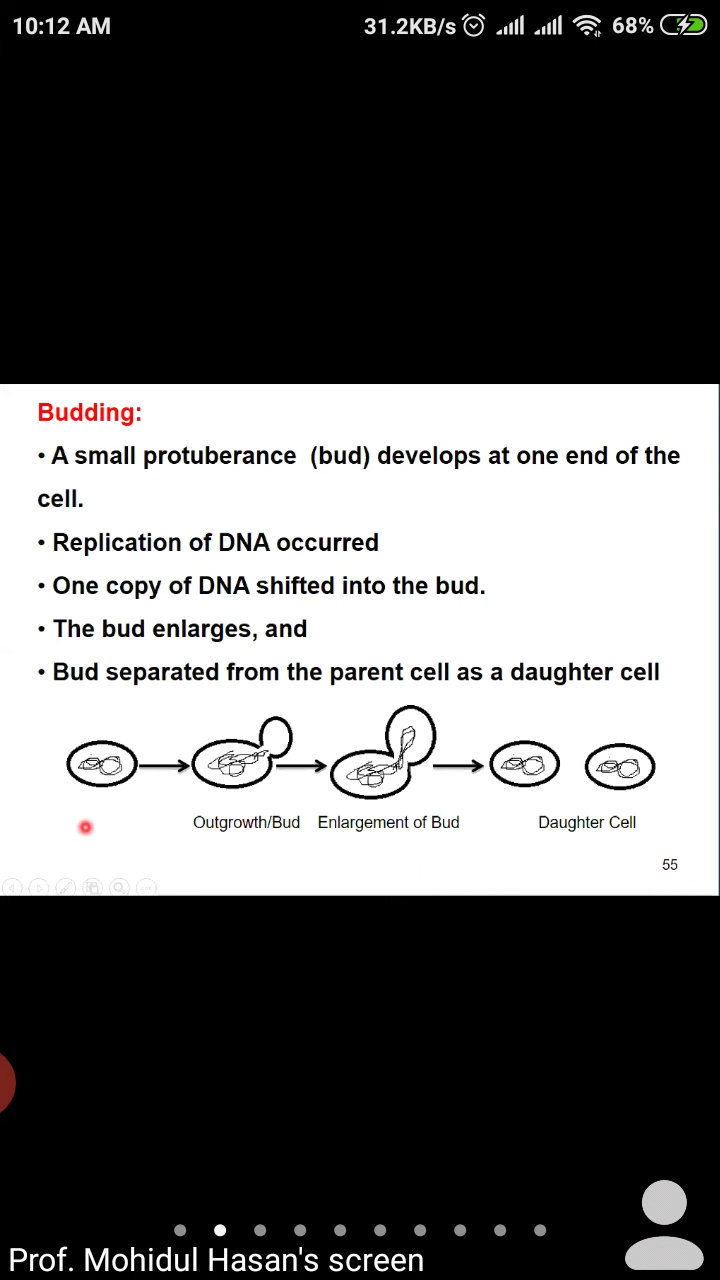 10:12 AM 31.2KB/s 68%
Budding:
• A small protuberance (bud) develops at one end of the
cell.
• Replication of DNA occurred
• One copy of DNA shifted into the bud.
• The bud enlarges, and
• Bud separated from the parent cell as a daughter cell
Outgrowth/Bud Enlargement of Bud Daughter Cell
55
Prof. Mohidul Hasan's screen